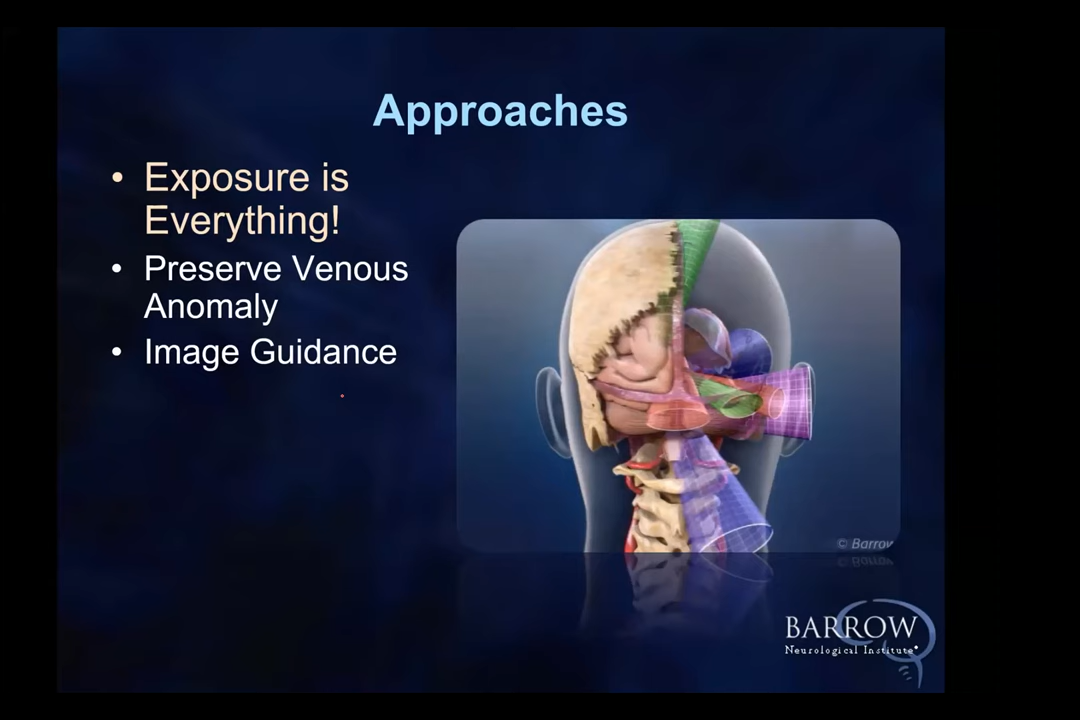 Approaches
• Exposure is
Everything!
• Preserve Venous
Anomaly
• Image Guidance
© Barrow
BARROW
Neurological Institute®